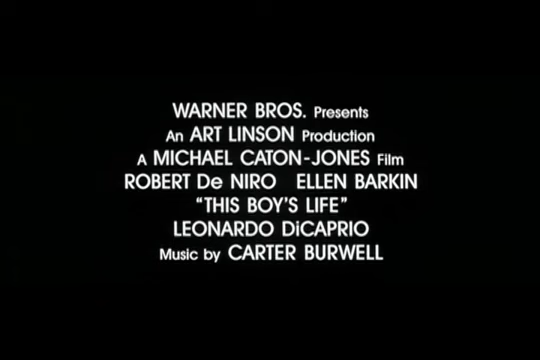 WARNER BROS. Presents
An ART LINSON Production
A MICHAEL CATON-JONES Film
ROBERT De NIRO ELLEN BARKIN
“THIS BOY'S LIFE”
LEONARDO DiCAPRIO
Music by CARTER BURWELL